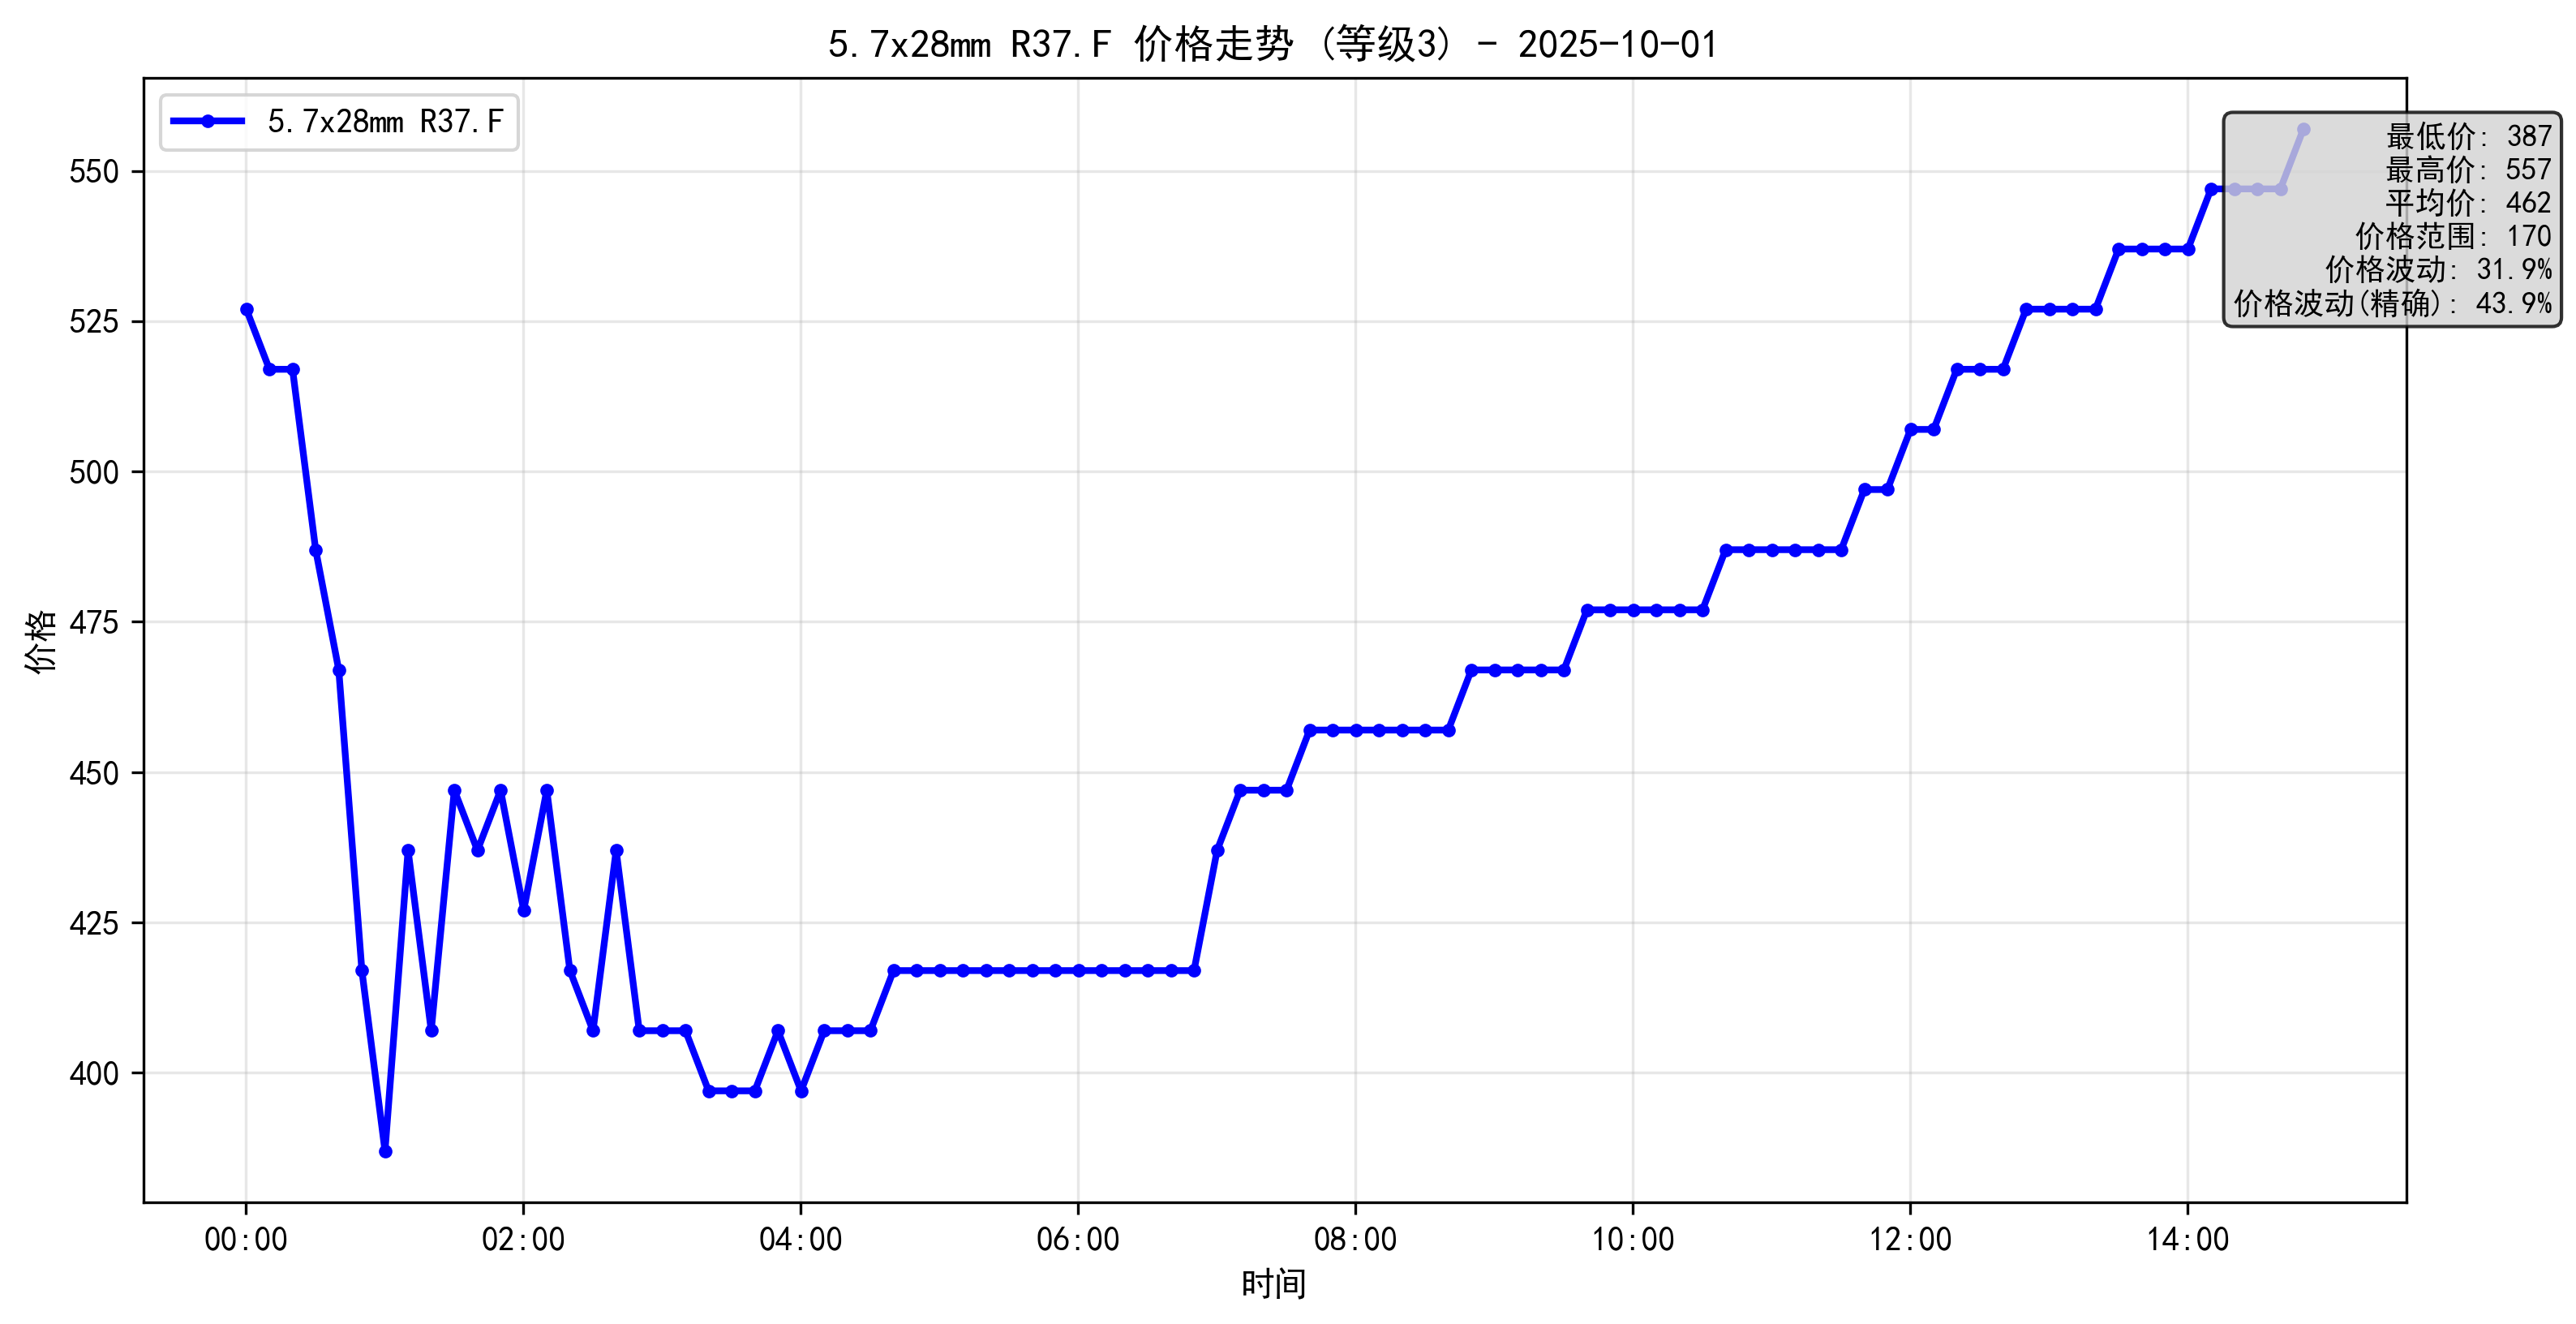 5.7x28mm R37.F 价格走势 (等级3) - 2025-10-01
5.7x28mm R37.F
最低价: 387
最高价: 557
平均价: 462
价格范围: 170
价格波动: 31.9%
价格波动(精确): 43.9%
550
525
500
475
450
425
400
价格
00:00 02:00 04:00 06:00 08:00 10:00 12:00 14:00
时间